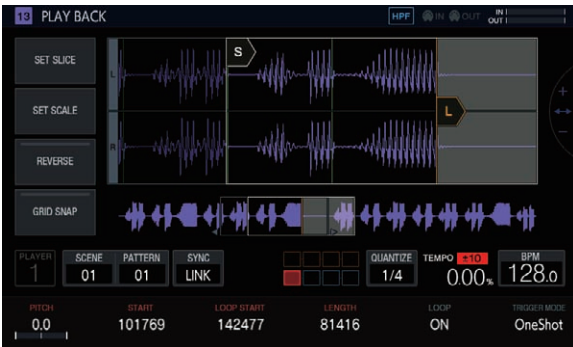 13 PLAY BACK
HPF IN OUT IN
OUT
SET SLICE
SET SCALE
REVERSE
GRID SNAP
L
R
S
L
PLAYER
1
SCENE
01
PATTERN
01
SYNC
LINK
QUANTIZE
1/4
TEMPO ±10
0.00%
BPM
128.0
PITCH START LOOP START LENGTH LOOP TRIGGER MODE
0.0 101769 142477 81416 ON OneShot